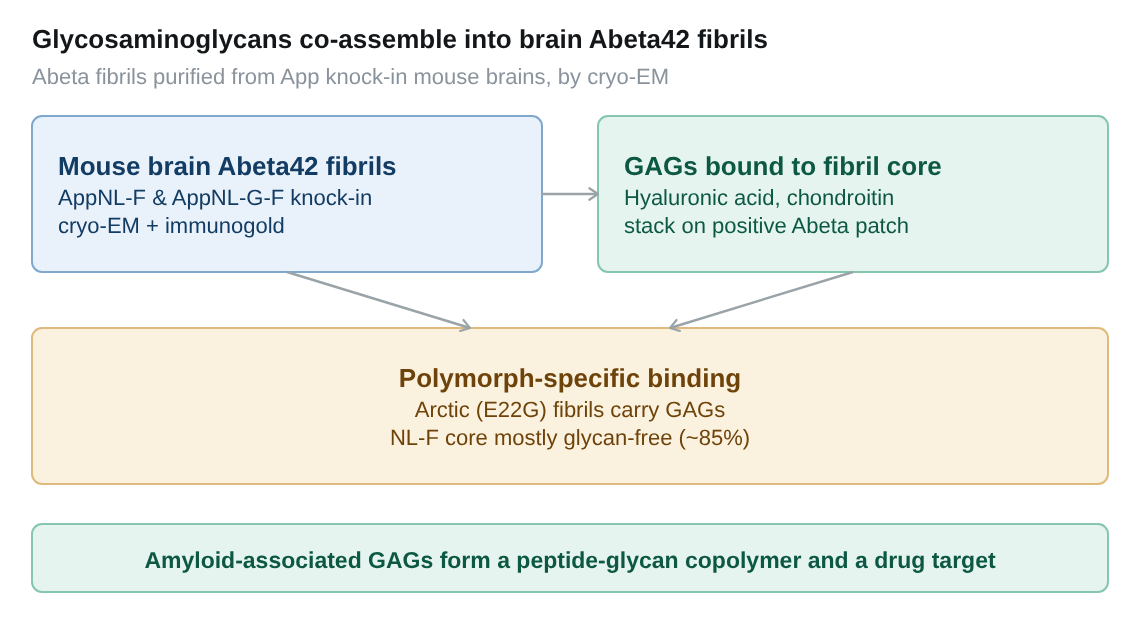 Glycosaminoglycans co-assemble into brain Abeta42 fibrils
Abeta fibrils purified from App knock-in mouse brains, by cryo-EM
Mouse brain Abeta42 fibrils
AppNL-F & AppNL-G-F knock-in
cryo-EM + immunogold
GAGs bound to fibril core
Hyaluronic acid, chondroitin
stack on positive Abeta patch
Polymorph-specific binding
Arctic (E22G) fibrils carry GAGs
NL-F core mostly glycan-free (~85%)
Amyloid-associated GAGs form a peptide-glycan copolymer and a drug target